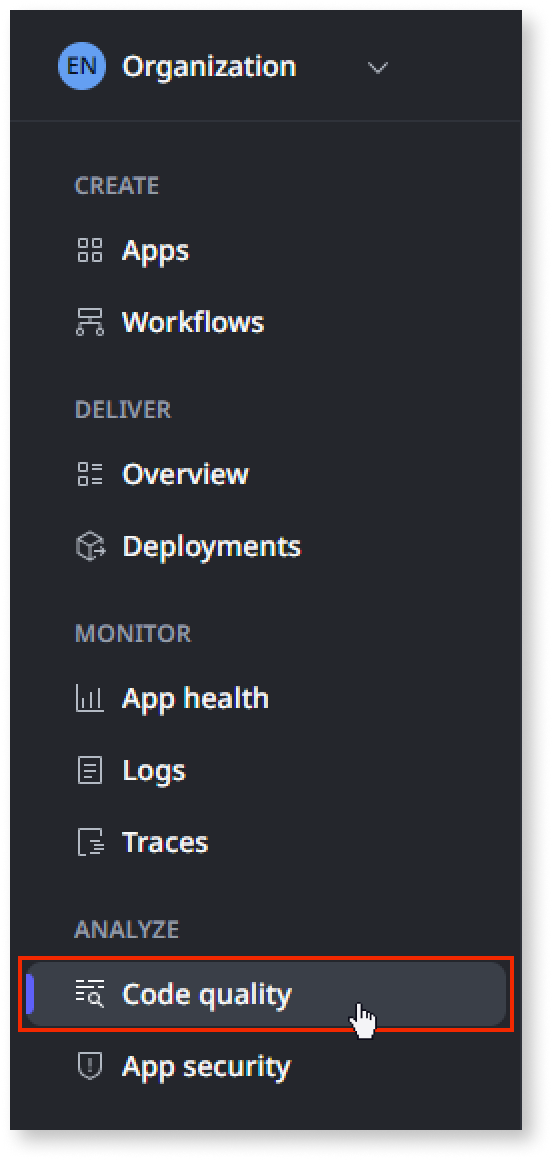 EN Organization
CREATE
Apps
Workflows
DELIVER
Overview
Deployments
MONITOR
App health
Logs
Traces
ANALYZE
Code quality
App security